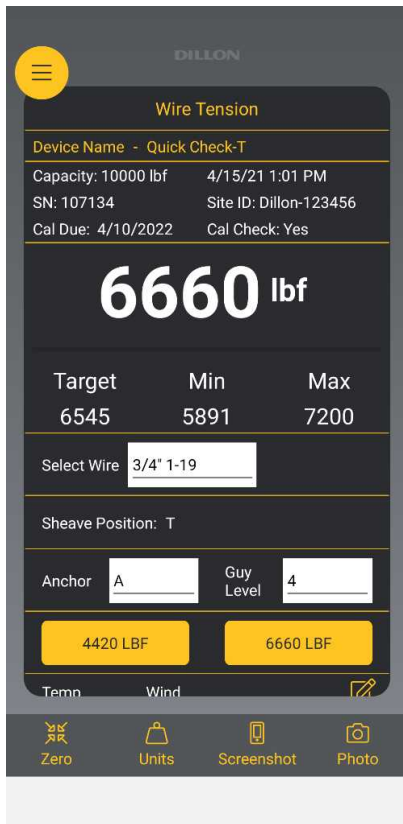 DILLON
Wire Tension
Device Name - Quick Check-T
Capacity: 10000 lbf 4/15/21 1:01 PM
SN: 107134 Site ID: Dillon-123456
Cal Due: 4/10/2022 Cal Check: Yes
6660 lbf
Target Min Max
6545 5891 7200
Select Wire 3/4" 1-19
Sheave Position: T
Anchor A Guy Level 4
4420 LBF 6660 LBF
Temp Wind
Zero Units Screenshot Photo